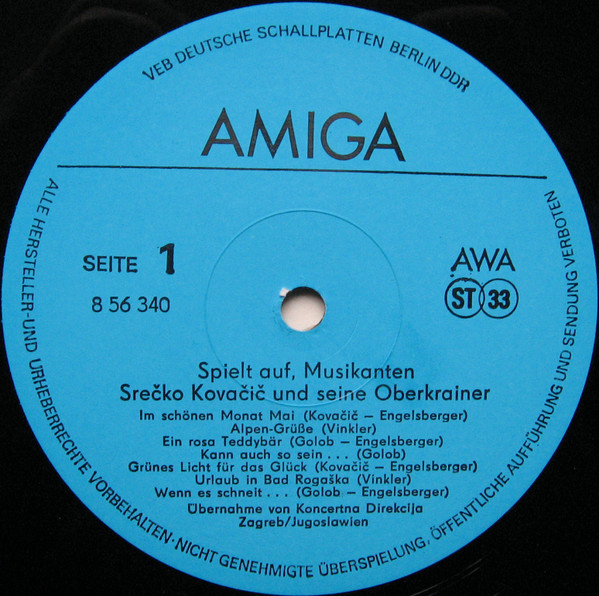 VEB DEUTSCHE SCHALLPLATTEN BERLIN DDR
AMIGA
SEITE 1
8 56 340
AWA
ST 33
Spielt auf, Musikanten
Srečko Kovačič und seine Oberkrainer
Im schönen Monat Mai (Kovačič – Engelsberger)
Alpen-Grüße (Vinkler)
Ein rosa Teddybär (Golob – Engelsberger)
Kann auch so sein . . . (Golob)
Grünes Licht für das Glück (Kovačič – Engelsberger)
Urlaub in Bad Rogaška (Vinkler)
Wenn es schneit . . . (Golob – Engelsberger)
Übernahme von Koncertna Direkcija
Zagreb/Jugoslawien
ALLE HERSTELLER-UND URHEBERRECHTE VORBEHALTEN·NICHT GENEHMIGTE ÜBERSPIELUNG, ÖFFENTLICHE AUFFÜHRUNG UND SENDUNG VERBOTEN